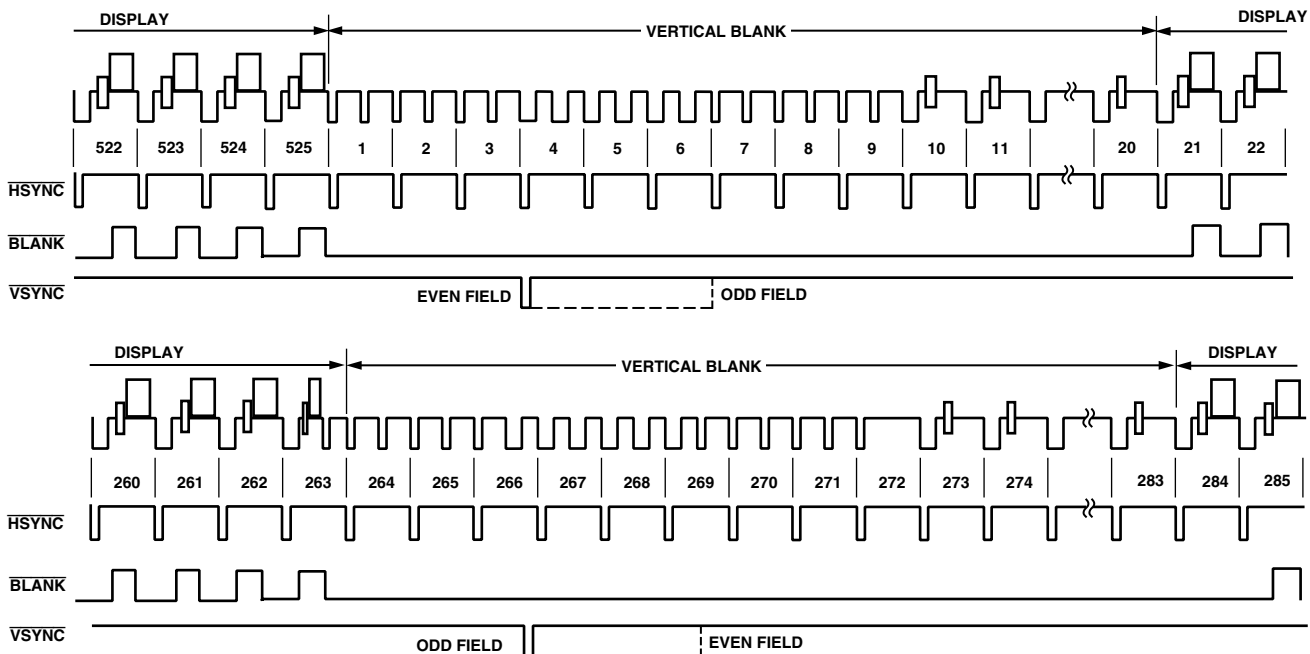 DISPLAY VERTICAL BLANK DISPLAY
522 523 524 525 1 2 3 4 5 6 7 8 9 10 11 20 21 22
HSYNC
BLANK
VSYNC
EVEN FIELD ODD FIELD
DISPLAY VERTICAL BLANK DISPLAY
260 261 262 263 264 265 266 267 268 269 270 271 272 273 274 283 284 285
HSYNC
BLANK
VSYNC
ODD FIELD EVEN FIELD